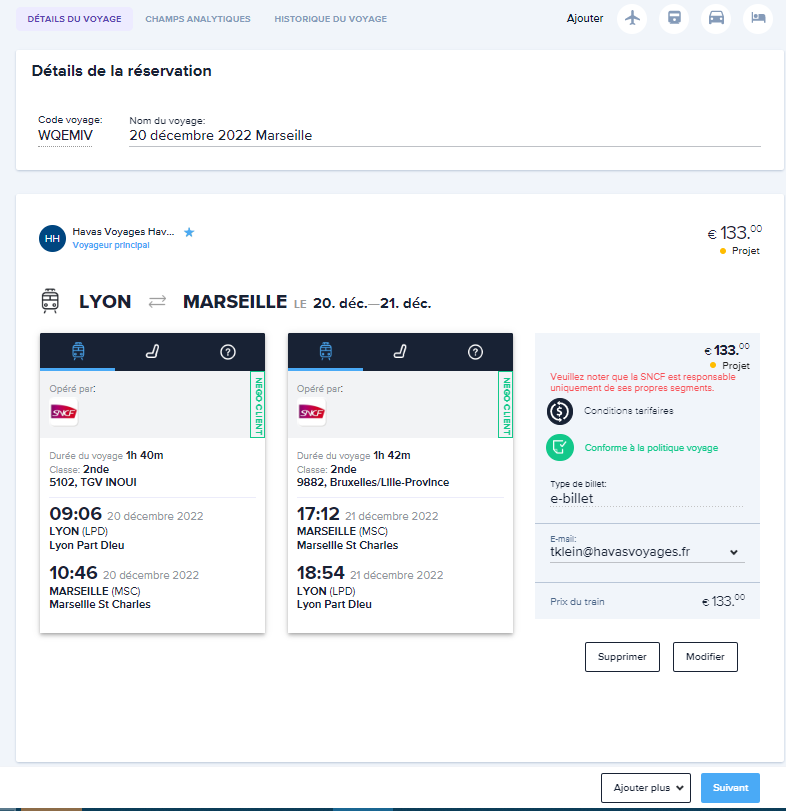 DÉTAILS DU VOYAGE CHAMPS ANALYTIQUES HISTORIQUE DU VOYAGE Ajouter
Détails de la réservation
Code voyage: Nom du voyage:
WQEMIV 20 décembre 2022 Marseille
HH Havas Voyages Hav...
Voyageur principal
€ 133.00
Projet
LYON MARSEILLE LE 20. déc.—21. déc.
Opéré par:
SNCF
NEGO CLIENT
Durée du voyage 1h 40m
Classe: 2nde
5102, TGV INOUI
09:06 20 décembre 2022
LYON (LPD)
Lyon Part Dieu
10:46 20 décembre 2022
MARSEILLE (MSC)
Marseille St Charles
Opéré par:
SNCF
NEGO CLIENT
Durée du voyage 1h 42m
Classe: 2nde
9882, Bruxelles/Lille-Province
17:12 21 décembre 2022
MARSEILLE (MSC)
Marseille St Charles
18:54 21 décembre 2022
LYON (LPD)
Lyon Part Dieu
€ 133.00
Projet
Veuillez noter que la SNCF est responsable
uniquement de ses propres segments.
Conditions tarifaires
Conforme à la politique voyage
Type de billet:
e-billet
E-mail:
tklein@havasvoyages.fr
Prix du train € 133.00
Supprimer Modifier
Ajouter plus Suivant